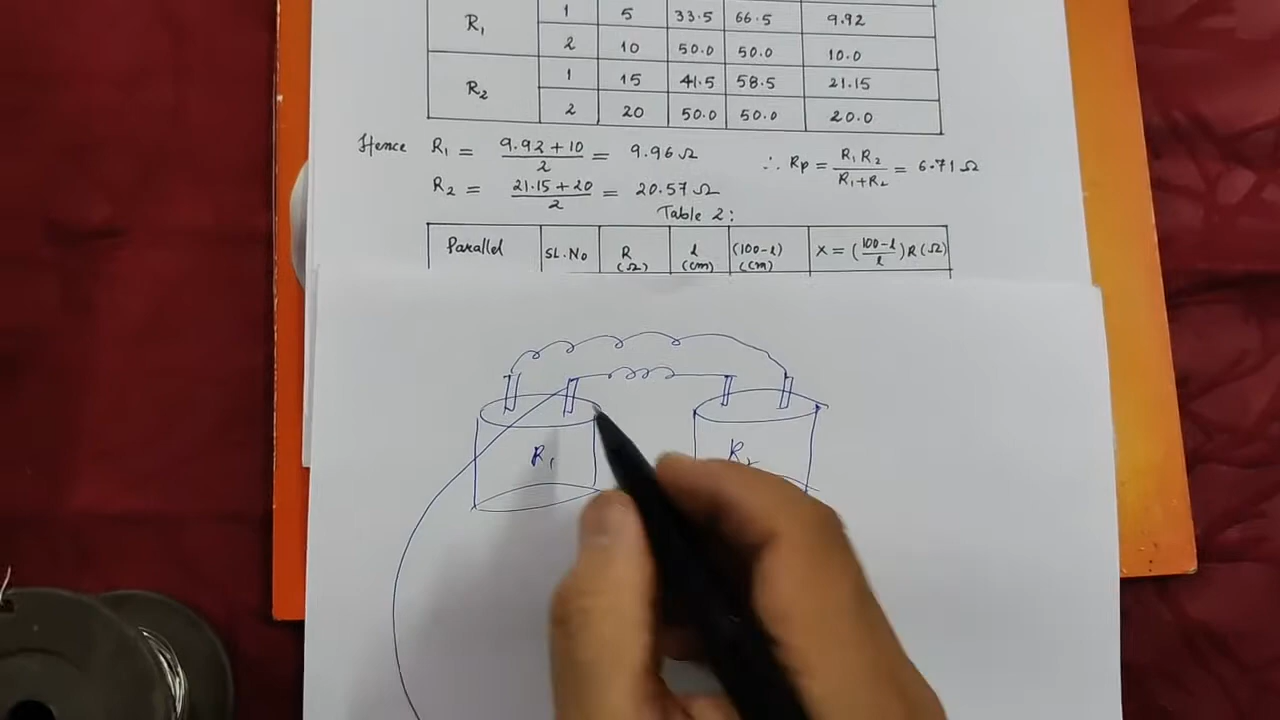 R₁ 1 5 33.5 66.5 9.92
2 10 50.0 50.0 10.0
R₂ 1 15 41.5 58.5 21.15
2 20 50.0 50.0 20.0
Hence R₁ = (9.92 + 10)/2 = 9.96 Ω ∴ Rp = R₁R₂/(R₁+R₂) = 6.71 Ω
R₂ = (21.15 + 20)/2 = 20.57 Ω
Table 2:
Parallel SL.No R (Ω) l (cm) (100-l) (cm) X = ((100-l)/l) R (Ω)
R₁ R₂